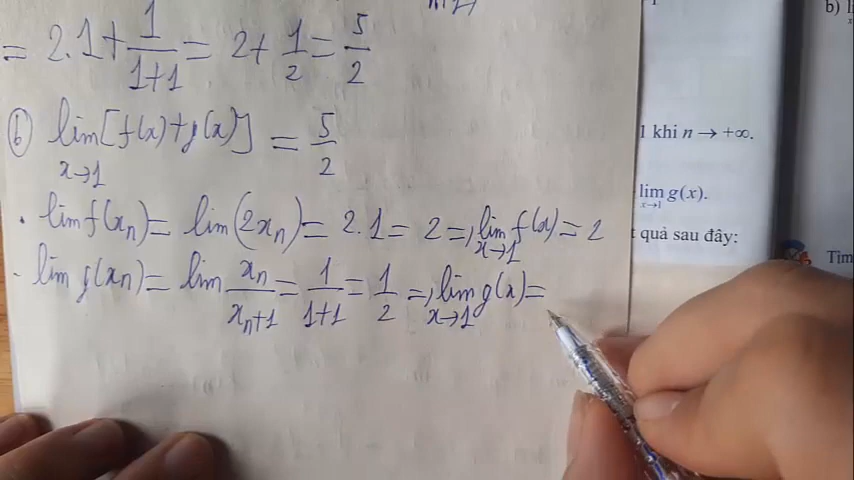 = 2.1 + 1/(1+1) = 2 + 1/2 = 5/2
b) lim[f(x)+g(x)] = 5/2
x→1
. limf(xn) = lim(2xn) = 2.1 = 2 =, lim f(x) = 2
x→1
- lim g(xn) = lim xn/(xn+1) = 1/(1+1) = 1/2 =, lim g(x) =
x→1
b)
1 khi n → +∞.
lim g(x).
x→1
quả sau đây:
Tìm